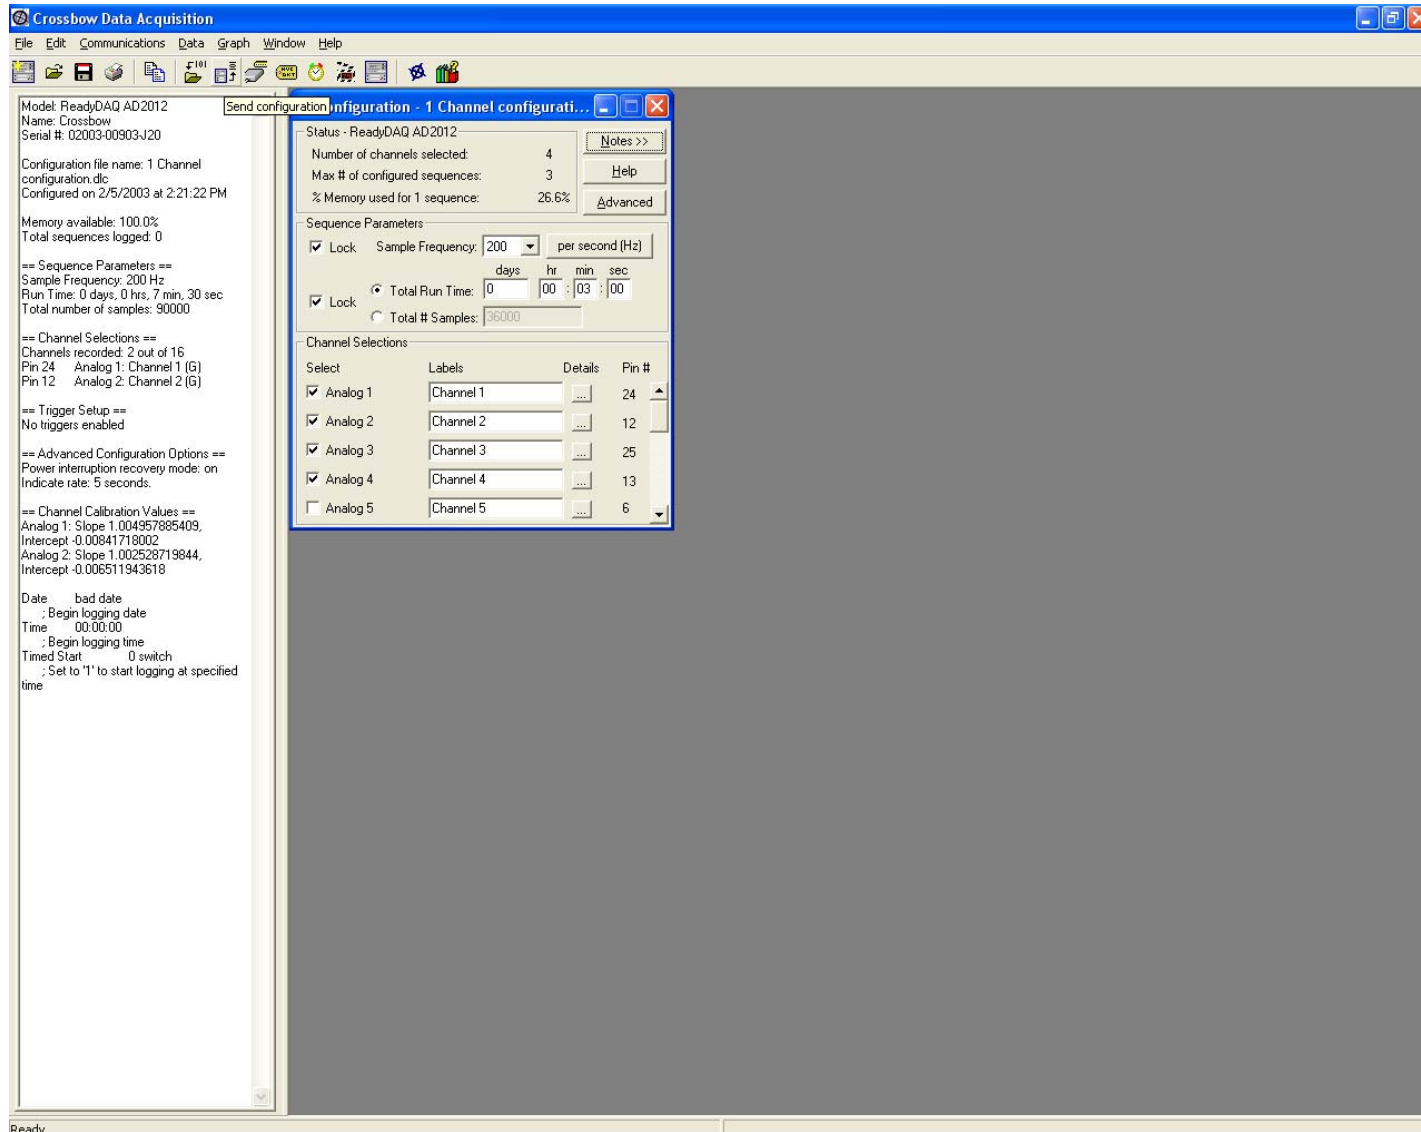 Crossbow Data Acquisition
File Edit Communications Data Graph Window Help
Send configuration
Model: ReadyDAQ AD2012
Name: Crossbow
Serial #: 02003-00903-J20
Configuration file name: 1 Channel
configuration.dlc
Configured on 2/5/2003 at 2:21:22 PM
Memory available: 100.0%
Total sequences logged: 0
== Sequence Parameters ==
Sample Frequency: 200 Hz
Run Time: 0 days, 0 hrs, 7 min, 30 sec
Total number of samples: 90000
== Channel Selections ==
Channels recorded: 2 out of 16
Pin 24 Analog 1: Channel 1 (G)
Pin 12 Analog 2: Channel 2 (G)
== Trigger Setup ==
No triggers enabled
== Advanced Configuration Options ==
Power interruption recovery mode: on
Indicate rate: 5 seconds.
== Channel Calibration Values ==
Analog 1: Slope 1.004957885409,
Intercept -0.00841718002
Analog 2: Slope 1.002528719844,
Intercept -0.006511943618
Date bad date
; Begin logging date
Time 00:00:00
; Begin logging time
Timed Start 0 switch
; Set to '1' to start logging at specified
time
nfiguration - 1 Channel configurati...
Status - ReadyDAQ AD2012
Number of channels selected: 4
Max # of configured sequences: 3
% Memory used for 1 sequence: 26.6%
Notes >>
Help
Advanced
Sequence Parameters
Lock Sample Frequency: 200 per second (Hz)
days hr min sec
Lock Total Run Time: 0 00 : 03 : 00
Total # Samples: 36000
Channel Selections
Select Labels Details Pin #
Analog 1 Channel 1 ... 24
Analog 2 Channel 2 ... 12
Analog 3 Channel 3 ... 25
Analog 4 Channel 4 ... 13
Analog 5 Channel 5 ... 6
Ready